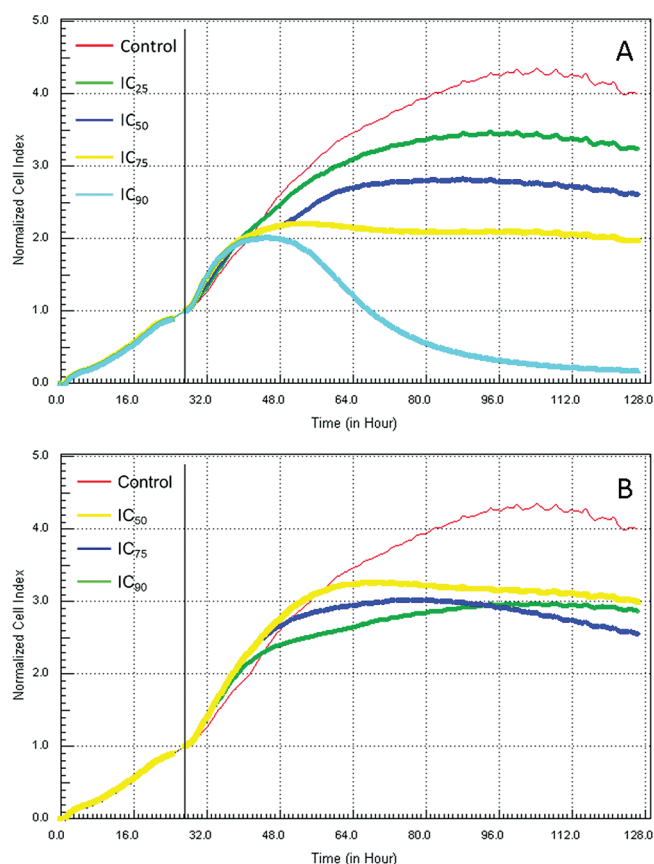 5.0
Control
A
IC25
4.0
IC50
IC75
3.0
IC90
Normalized Cell Index
2.0
1.0
0.0
0.0 16.0 32.0 48.0 64.0 80.0 96.0 112.0 128.0
Time (in Hour)
5.0
Control
B
IC50
4.0
IC75
IC90
3.0
Normalized Cell Index
2.0
1.0
0.0
0.0 16.0 32.0 48.0 64.0 80.0 96.0 112.0 128.0
Time (in Hour)